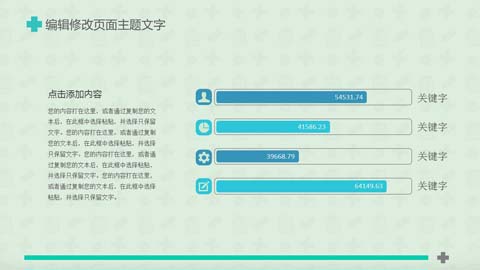 编辑修改页面主题文字
点击添加内容
您的内容打在这里，或者通过复制您的文
本后，在此框中选择粘贴，并选择只保留
文字。您的内容打在这里，或者通过复制
您的文本后，在此框中选择粘贴，并选择
只保留文字。您的内容打在这里，或者通
过复制您的文本后，在此框中选择粘贴，
并选择只保留文字。您的内容打在这里，
或者通过复制您的文本后，在此框中选择
粘贴，并选择只保留文字。
54531.74 关键字
41586.23 关键字
39668.79 关键字
64149.63 关键字